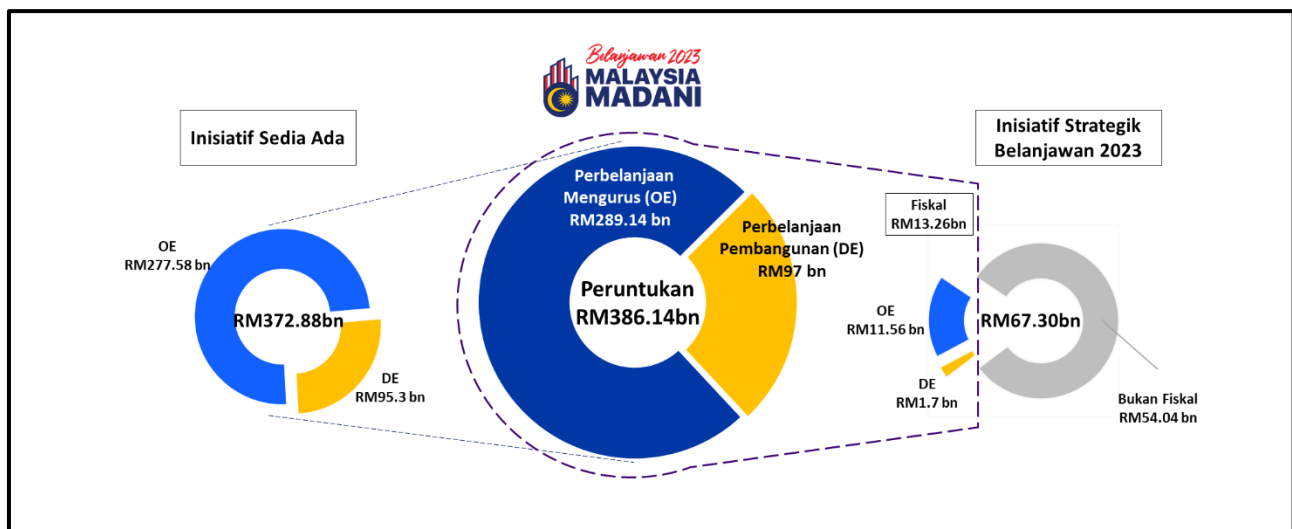 Belanjawan 2023
MALAYSIA
MADANI
Inisiatif Sedia Ada
OE
RM277.58 bn
RM372.88bn
DE
RM95.3 bn
Perbelanjaan
Mengurus (OE)
RM289.14 bn
Perbelanjaan
Pembangunan (DE)
RM97 bn
Peruntukan
RM386.14bn
Inisiatif Strategik
Belanjawan 2023
Fiskal
RM13.26bn
OE
RM11.56 bn
RM67.30bn
DE
RM1.7 bn
Bukan Fiskal
RM54.04 bn